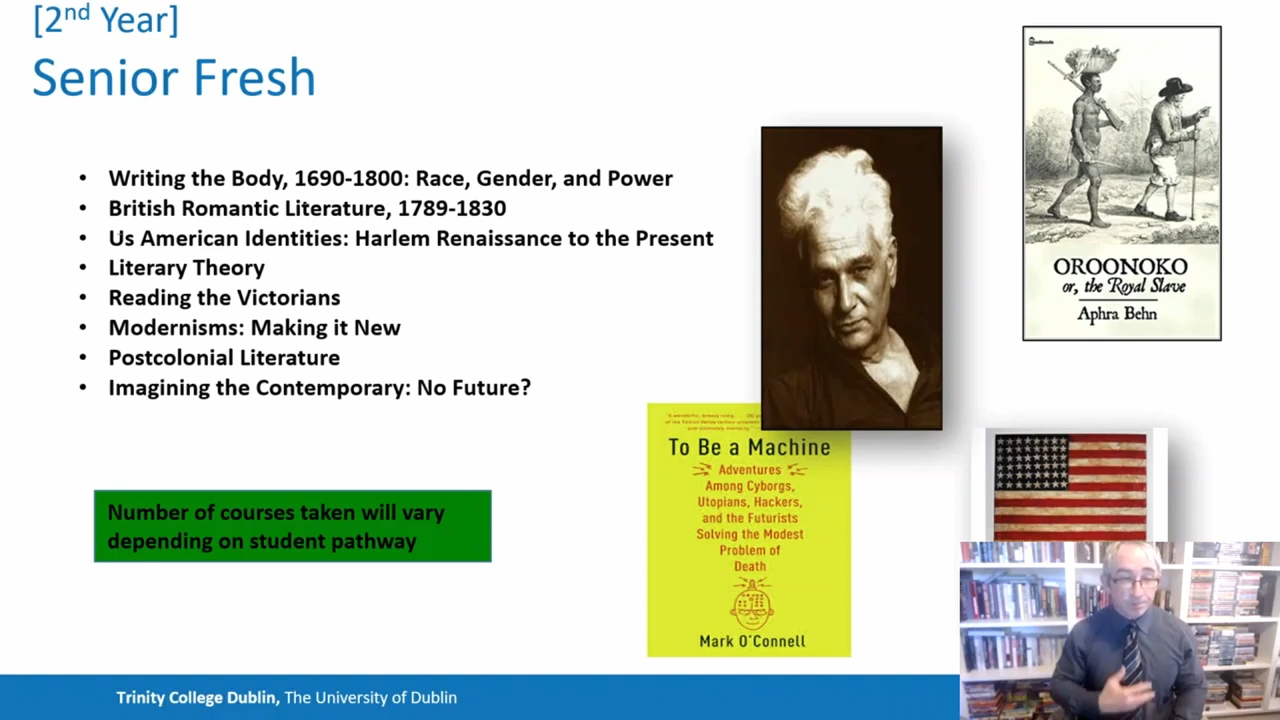 [2nd Year]
Senior Fresh
• Writing the Body, 1690-1800: Race, Gender, and Power
• British Romantic Literature, 1789-1830
• Us American Identities: Harlem Renaissance to the Present
• Literary Theory
• Reading the Victorians
• Modernisms: Making it New
• Postcolonial Literature
• Imagining the Contemporary: No Future?
Number of courses taken will vary
depending on student pathway
OROONOKO
or, the Royal Slave
Aphra Behn
To Be a Machine
Adventures
Among Cyborgs,
Utopians, Hackers,
and the Futurists
Solving the Modest
Problem of
Death
Mark O'Connell
Trinity College Dublin, The University of Dublin